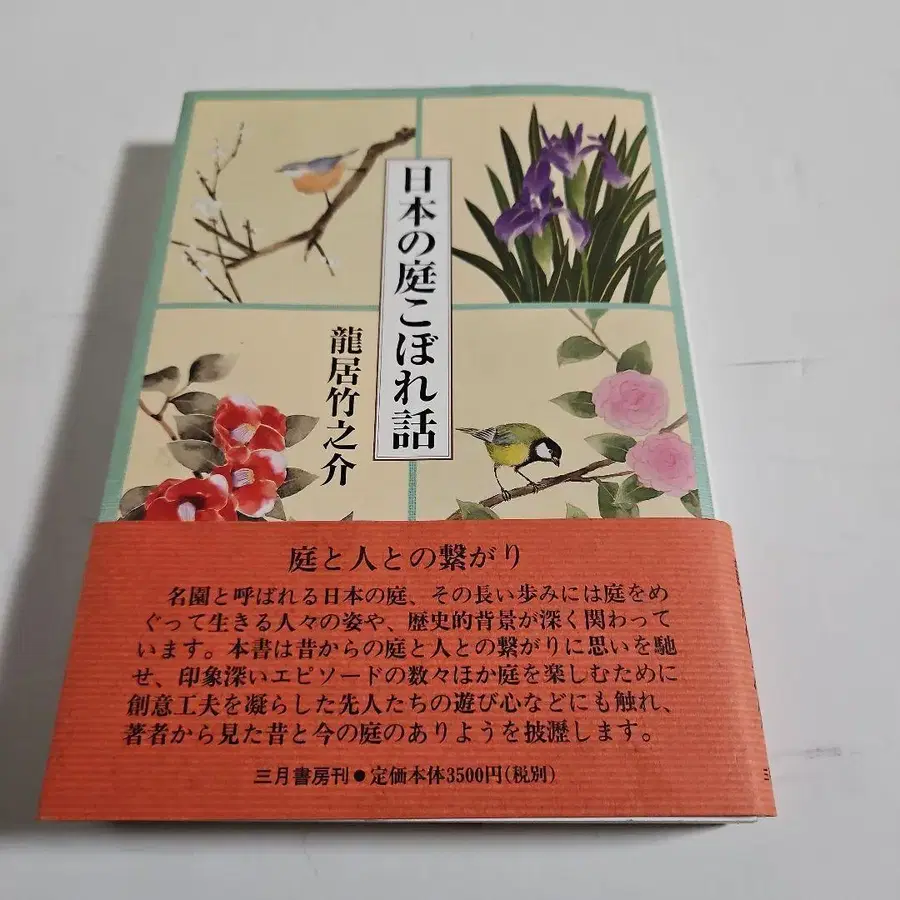 日本の庭こぼれ話
龍居竹之介
庭と人との繋がり
名園と呼ばれる日本の庭、その長い歩みには庭をめ
ぐって生きる人々の姿や、歴史的背景が深く関わって
います。本書は昔からの庭と人との繋がりに思いを馳
せ、印象深いエピソードの数々ほか庭を楽しむために
創意工夫を凝らした先人たちの遊び心などにも触れ、
著者から見た昔と今の庭のありようを披瀝します。
三月書房刊●定価本体3500円(税別)